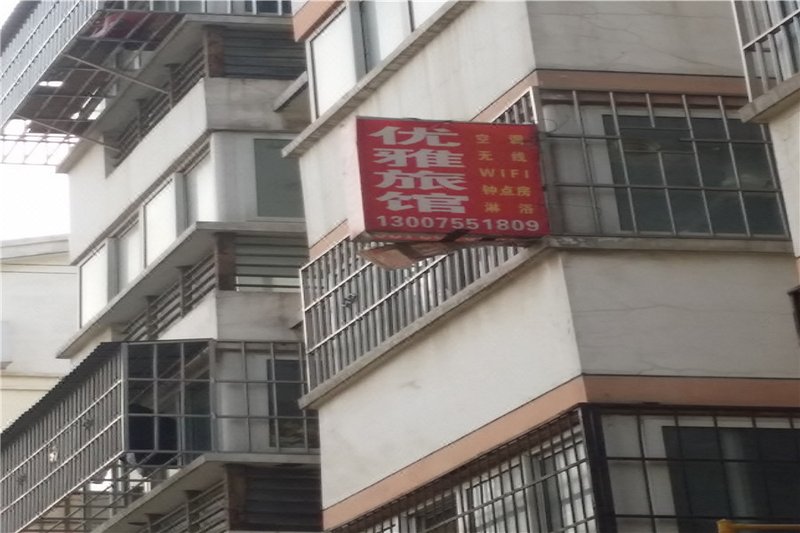 优雅旅馆
空调
无线
WIFI
钟点房
淋浴
13007551809